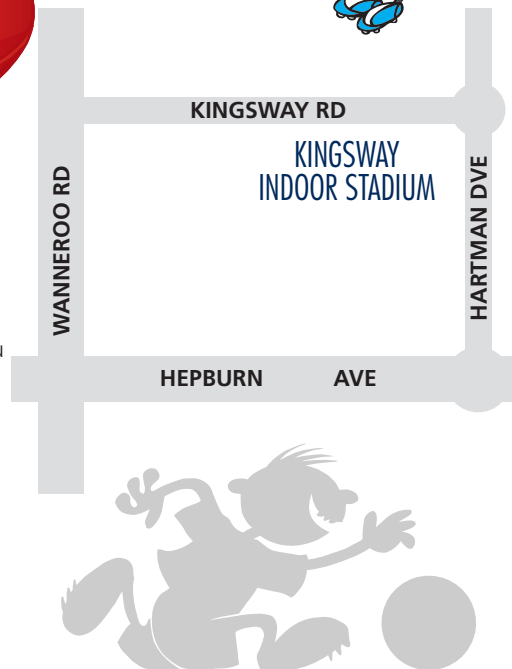 KINGSWAY RD
KINGSWAY
INDOOR STADIUM
WANNEROO RD
HARTMAN DVE
HEPBURN AVE